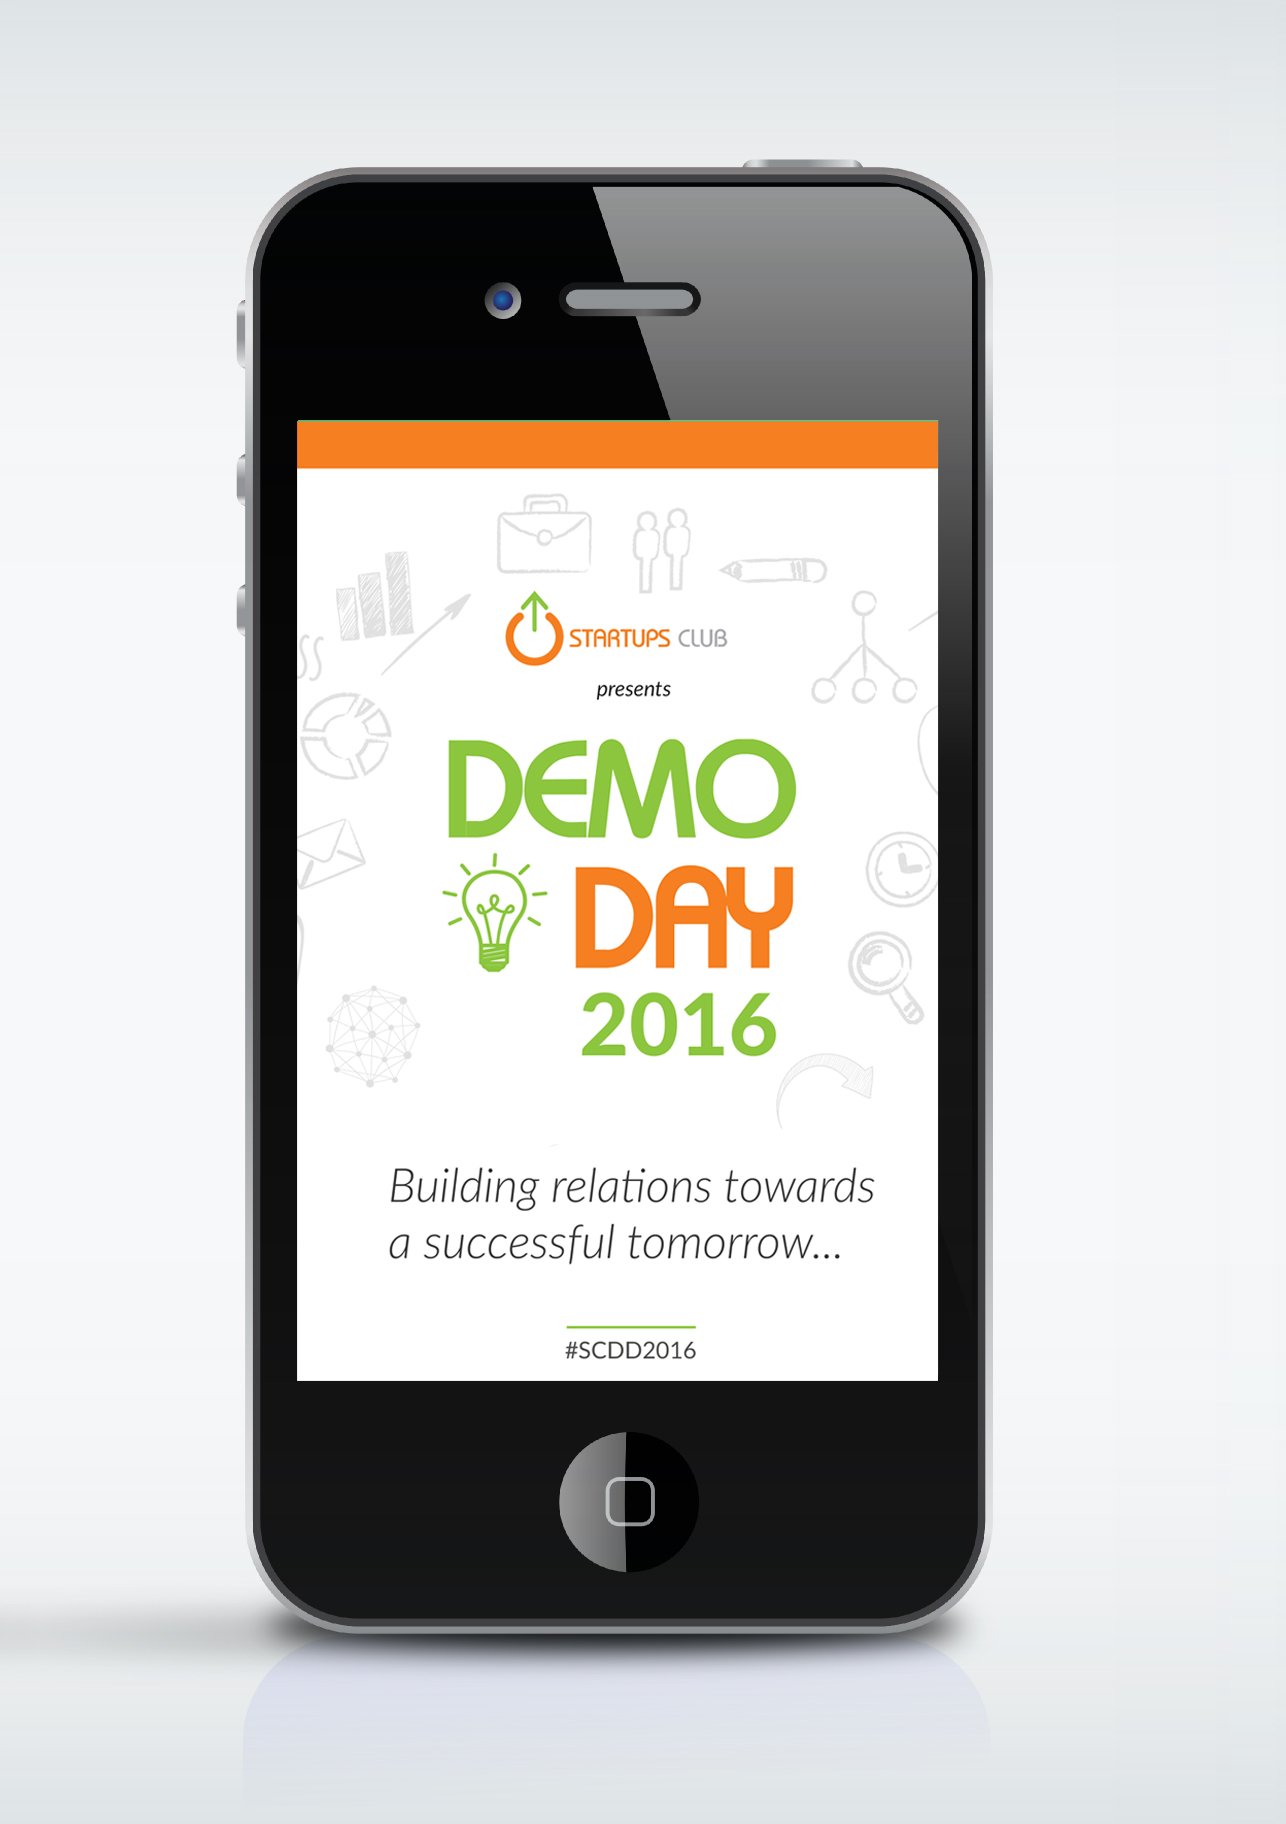 STARTUPS CLUB
presents
DEMO
DAY
2016
Building relations towards
a successful tomorrow...
#SCDD2016